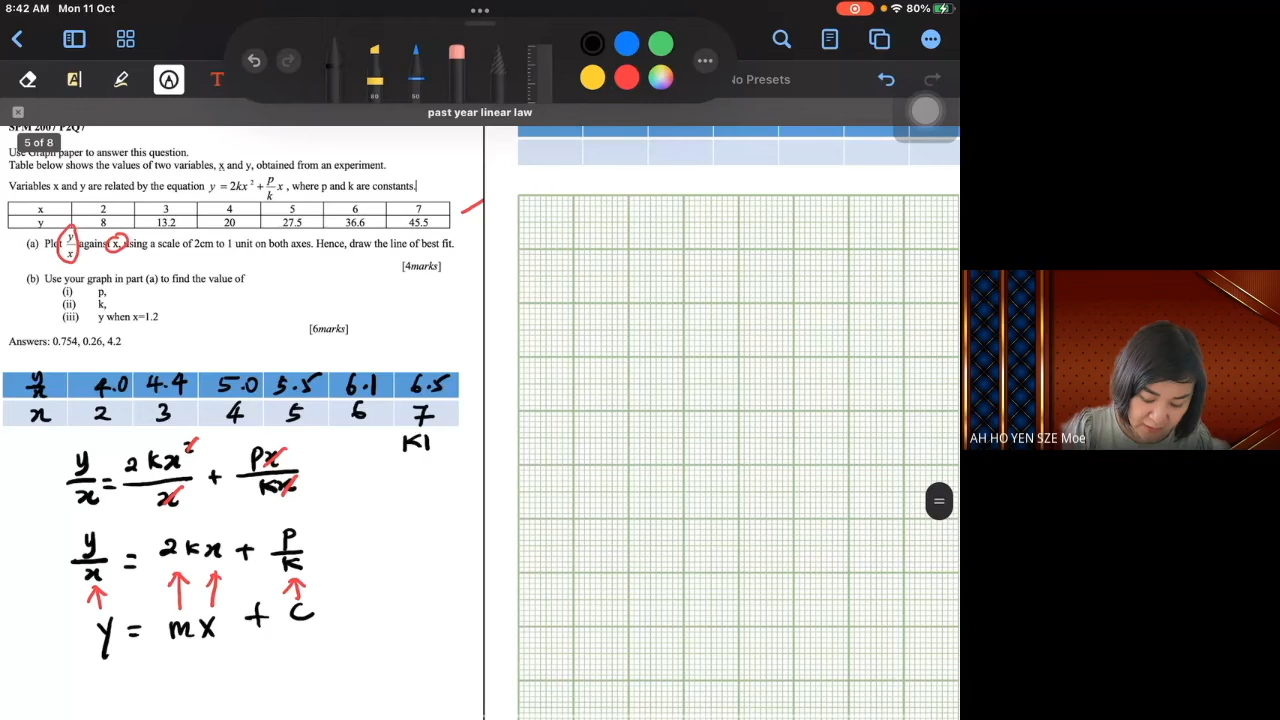 8:42 AM Mon 11 Oct
80%
No Presets
80
50
past year linear law
SPM 2007 P2Q7
5 of 8
Use Graph paper to answer this question.
Table below shows the values of two variables, x and y, obtained from an experiment.
Variables x and y are related by the equation y = 2kx² + p/k x, where p and k are constants.
x 2 3 4 5 6 7
y 8 13.2 20 27.5 36.6 45.5
(a) Plot y/x against x, using a scale of 2cm to 1 unit on both axes. Hence, draw the line of best fit.
[4marks]
(b) Use your graph in part (a) to find the value of
(i) p,
(ii) k,
(iii) y when x=1.2
[6marks]
Answers: 0.754, 0.26, 4.2
y/x 4.0 4.4 5.0 5.5 6.1 6.5
x 2 3 4 5 6 7
K1
y/x = 2kx²/x + px/kx
y/x = 2kx + p/k
y = mx + c
AH HO YEN SZE Moe